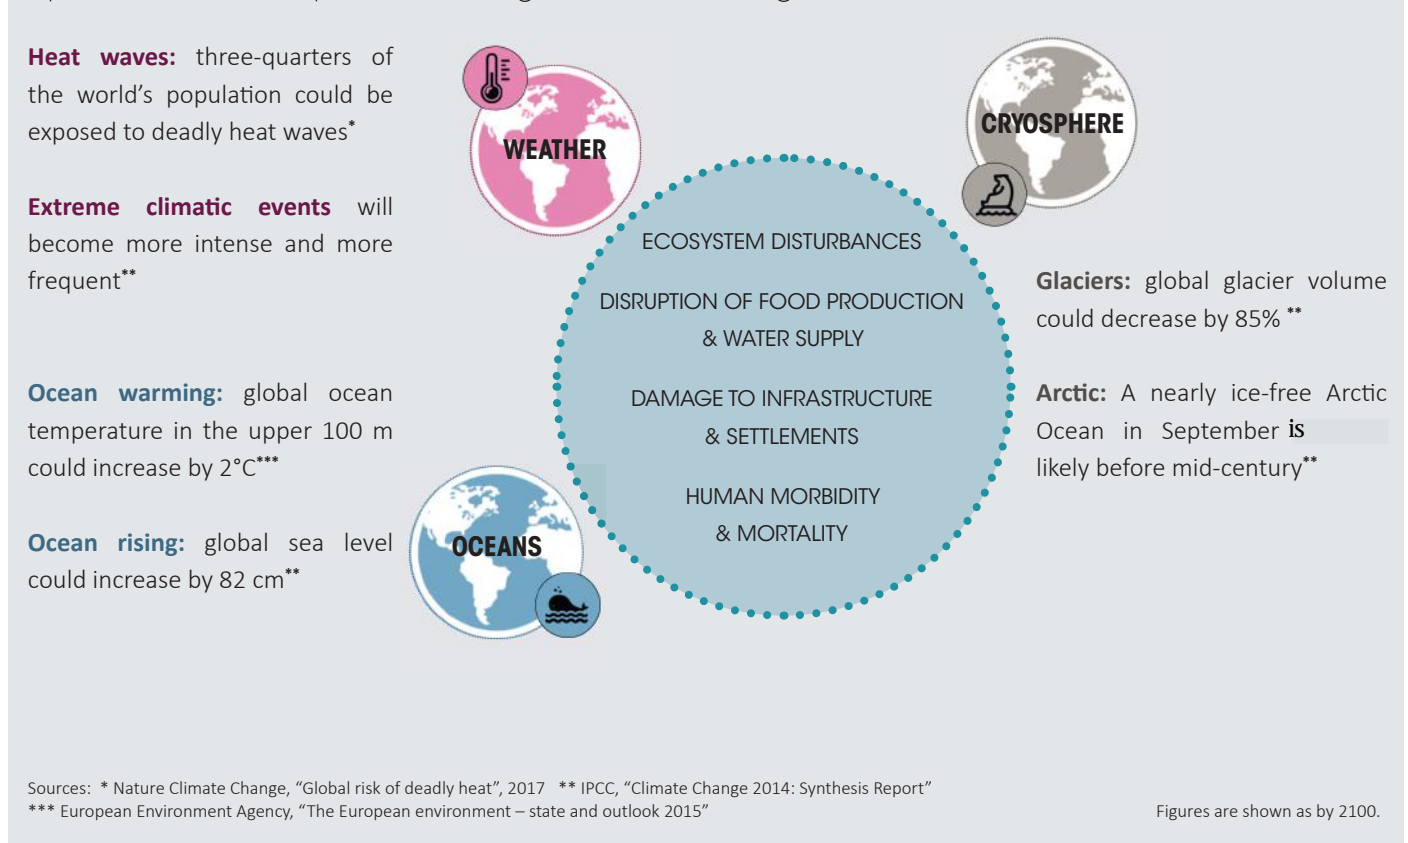 Heat waves: three-quarters of
the world’s population could be
exposed to deadly heat waves*
Extreme climatic events will
become more intense and more
frequent**
Ocean warming: global ocean
temperature in the upper 100 m
could increase by 2°C***
Ocean rising: global sea level
could increase by 82 cm**
WEATHER
OCEANS
ECOSYSTEM DISTURBANCES
DISRUPTION OF FOOD PRODUCTION
& WATER SUPPLY
DAMAGE TO INFRASTRUCTURE
& SETTLEMENTS
HUMAN MORBIDITY
& MORTALITY
CRYOSPHERE
Glaciers: global glacier volume
could decrease by 85% **
Arctic: A nearly ice-free Arctic
Ocean in September is
likely before mid-century**
Sources: * Nature Climate Change, “Global risk of deadly heat”, 2017 ** IPCC, “Climate Change 2014: Synthesis Report”
*** European Environment Agency, “The European environment – state and outlook 2015”
Figures are shown as by 2100.